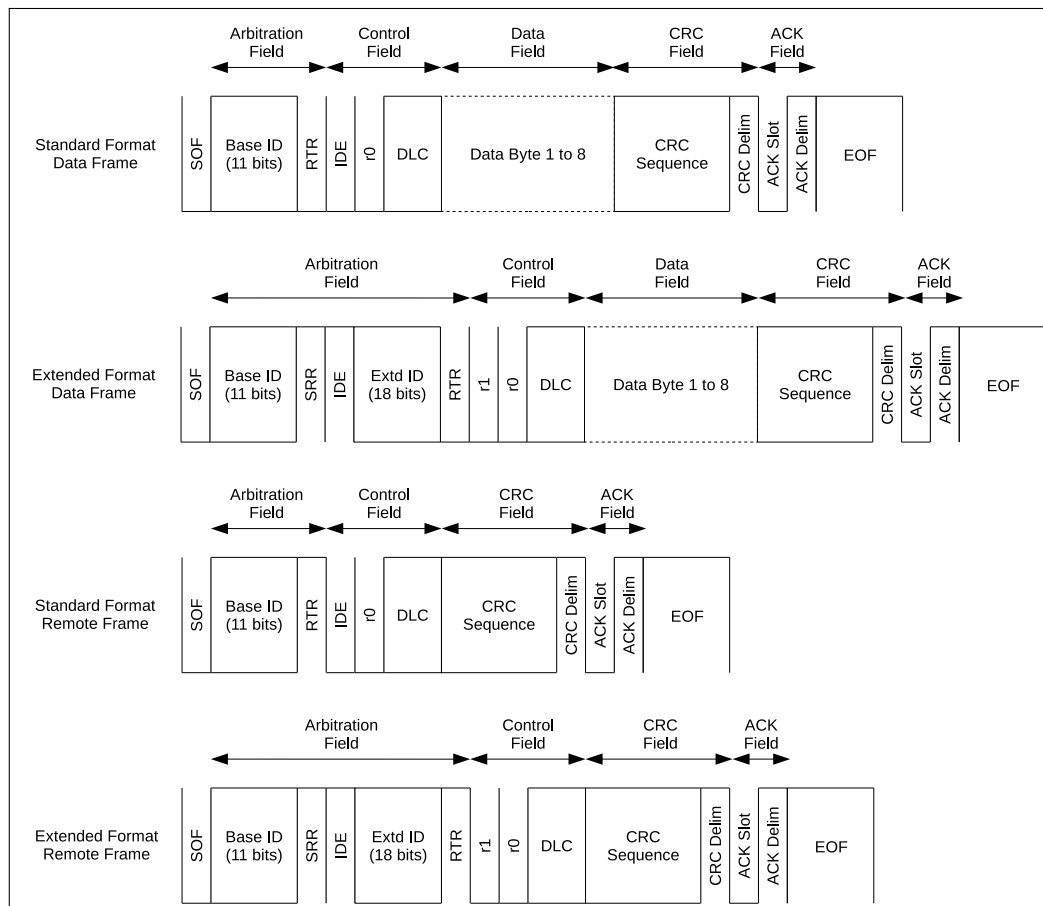 Arbitration Field
Control Field
Data Field
CRC Field
ACK Field
Standard Format Data Frame
SOF
Base ID (11 bits)
RTR
IDE
r0
DLC
Data Byte 1 to 8
CRC Sequence
CRC Delim
ACK Slot
ACK Delim
EOF
Arbitration Field
Control Field
Data Field
CRC Field
ACK Field
Extended Format Data Frame
SOF
Base ID (11 bits)
SRR
IDE
Extd ID (18 bits)
RTR
r1
r0
DLC
Data Byte 1 to 8
CRC Sequence
CRC Delim
ACK Slot
ACK Delim
EOF
Arbitration Field
Control Field
CRC Field
ACK Field
Standard Format Remote Frame
SOF
Base ID (11 bits)
RTR
IDE
r0
DLC
CRC Sequence
CRC Delim
ACK Slot
ACK Delim
EOF
Arbitration Field
Control Field
CRC Field
ACK Field
Extended Format Remote Frame
SOF
Base ID (11 bits)
SRR
IDE
Extd ID (18 bits)
RTR
r1
r0
DLC
CRC Sequence
CRC Delim
ACK Slot
ACK Delim
EOF